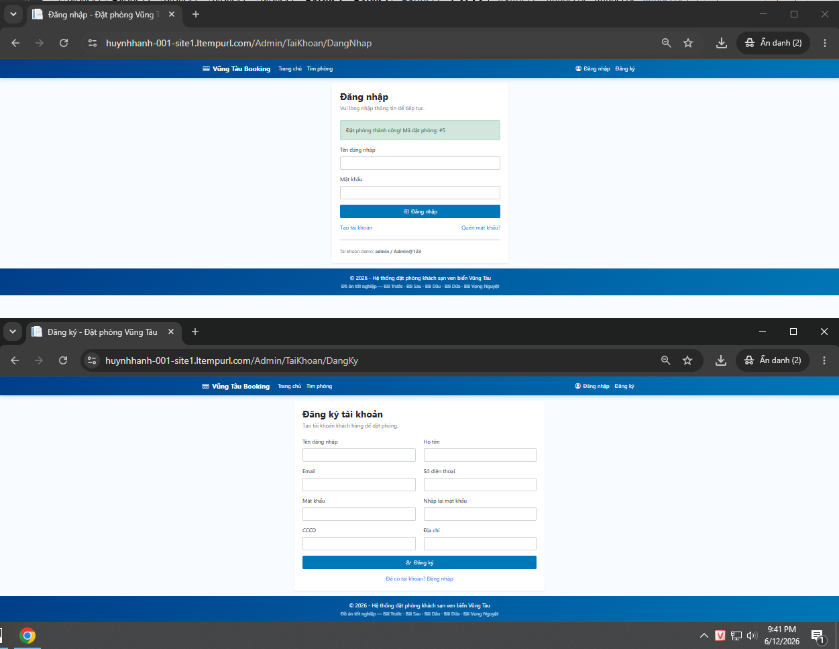 Đăng nhập - Đặt phòng Vũng T
huynhhanh-001-site1.ltempurl.com/Admin/TaiKhoan/DangNhap
Ẩn danh (2)
Vũng Tàu Booking Trang chủ Tìm phòng Đăng nhập Đăng ký
Đăng nhập
Vui lòng nhập thông tin để tiếp tục.
Đặt phòng thành công! Mã đặt phòng: #5
Tên đăng nhập
Mật khẩu
Đăng nhập
Tạo tài khoản Quên mật khẩu?
Tài khoản demo: admin / Admin@123
© 2026 - Hệ thống đặt phòng khách sạn ven biển Vũng Tàu
Đồ án tốt nghiệp — Bãi Trước · Bãi Sau · Bãi Dâu · Bãi Dứa · Bãi Vọng Nguyệt
Đăng ký - Đặt phòng Vũng Tàu
huynhhanh-001-site1.ltempurl.com/Admin/TaiKhoan/DangKy
Ẩn danh (2)
Vũng Tàu Booking Trang chủ Tìm phòng Đăng nhập Đăng ký
Đăng ký tài khoản
Tạo tài khoản khách hàng để đặt phòng.
Tên đăng nhập Họ tên
Email Số điện thoại
Mật khẩu Nhập lại mật khẩu
CCCD Địa chỉ
Đăng ký
Đã có tài khoản? Đăng nhập
© 2026 - Hệ thống đặt phòng khách sạn ven biển Vũng Tàu
Đồ án tốt nghiệp — Bãi Trước · Bãi Sau · Bãi Dâu · Bãi Dứa · Bãi Vọng Nguyệt
9:41 PM
6/12/2026
1